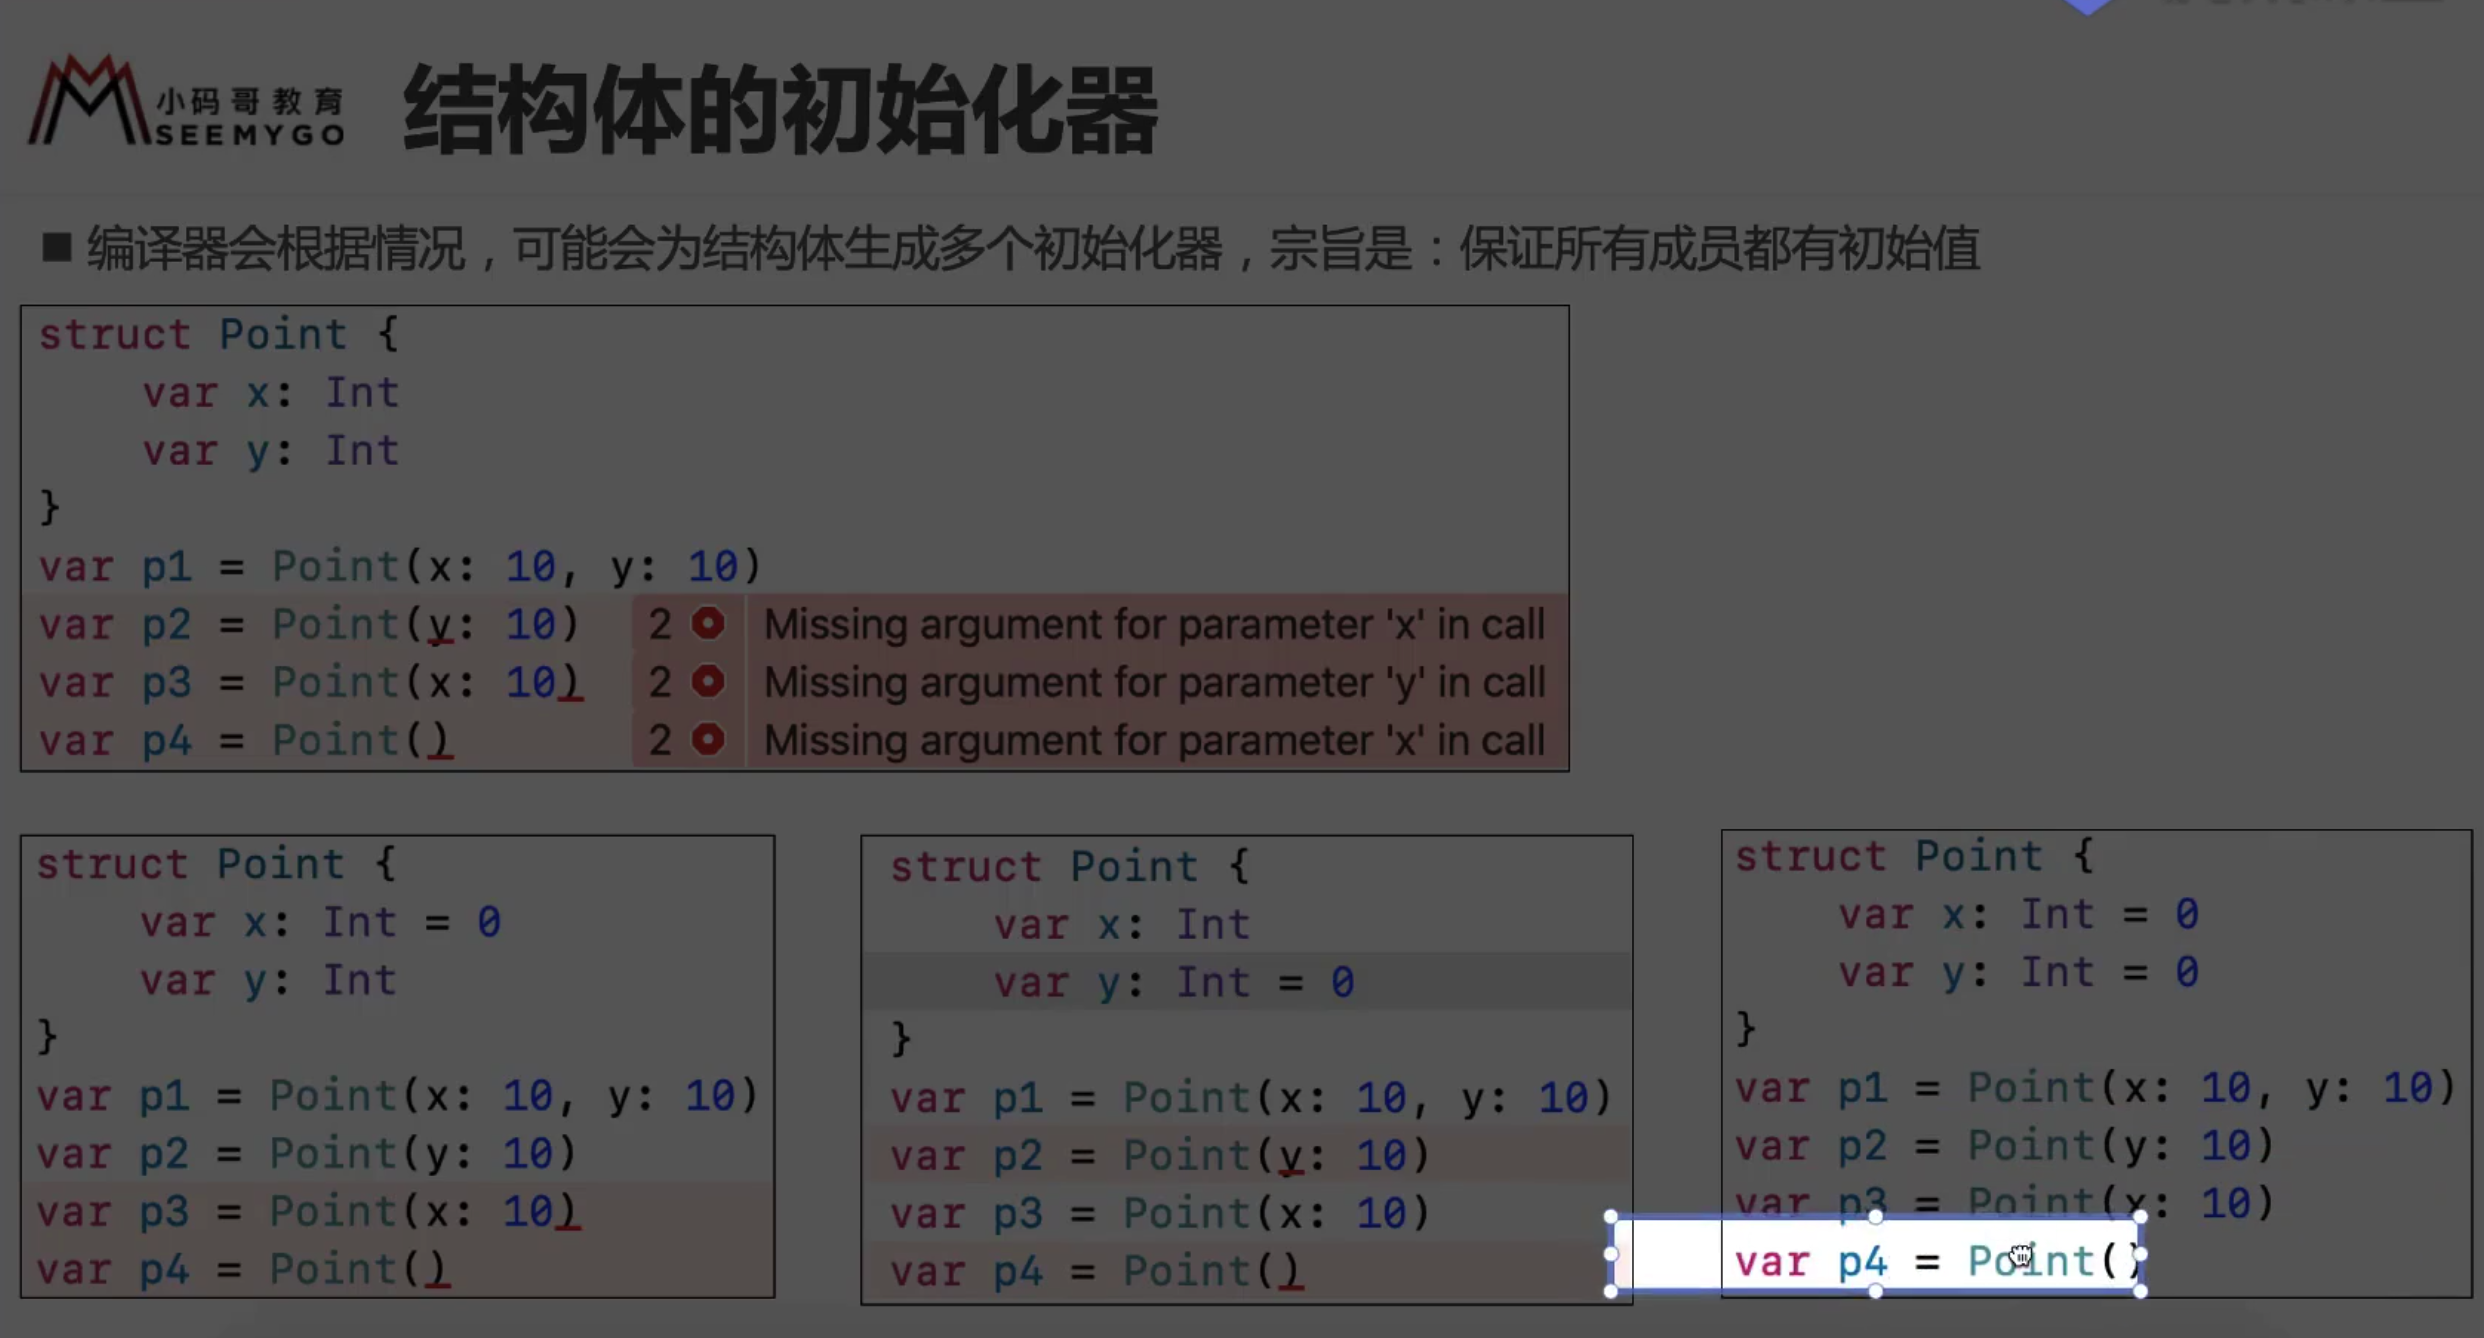 小码哥教育
SEEMYGO
结构体的初始化器
■ 编译器会根据情况，可能会为结构体生成多个初始化器，宗旨是：保证所有成员都有初始值
struct Point {
    var x: Int
    var y: Int
}
var p1 = Point(x: 10, y: 10)
var p2 = Point(y: 10) 2 Missing argument for parameter 'x' in call
var p3 = Point(x: 10) 2 Missing argument for parameter 'y' in call
var p4 = Point() 2 Missing argument for parameter 'x' in call
struct Point {
    var x: Int = 0
    var y: Int
}
var p1 = Point(x: 10, y: 10)
var p2 = Point(y: 10)
var p3 = Point(x: 10)
var p4 = Point()
struct Point {
    var x: Int
    var y: Int = 0
}
var p1 = Point(x: 10, y: 10)
var p2 = Point(y: 10)
var p3 = Point(x: 10)
var p4 = Point()
struct Point {
    var x: Int = 0
    var y: Int = 0
}
var p1 = Point(x: 10, y: 10)
var p2 = Point(y: 10)
var p3 = Point(x: 10)
var p4 = Point()